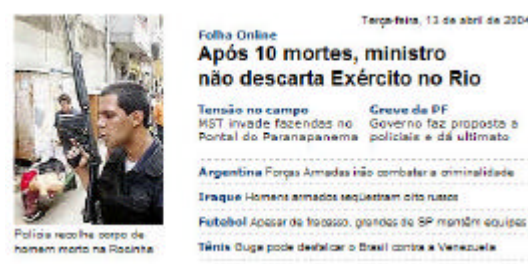 Terça-feira, 13 de abril de 2004
Folha Online
Após 10 mortes, ministro
não descarta Exército no Rio
Tensão no campo
MST invade fazendas no
Pontal do Paranapanema
Greve da PF
Governo faz proposta a
policiais e dá ultimato
Argentina Forças Armadas irão combater a criminalidade
Iraque Homens armados seqüestram oito russos
Futebol Apesar de fracasso, grandes de SP mantêm equipes
Tênis Guga pode desfalcar o Brasil contra a Venezuela
Polícia recolhe corpo de
homem morto na Rocinha